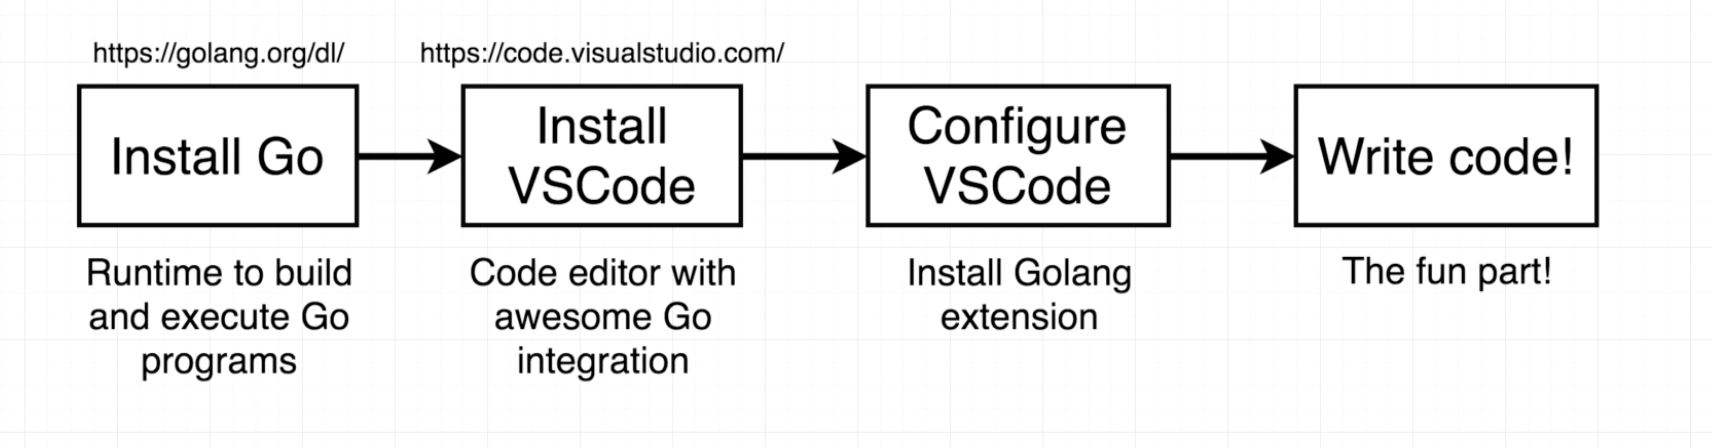 https://golang.org/dl/
Install Go
Runtime to build
and execute Go
programs
https://code.visualstudio.com/
Install
VSCode
Code editor with
awesome Go
integration
Configure
VSCode
Install Golang
extension
Write code!
The fun part!